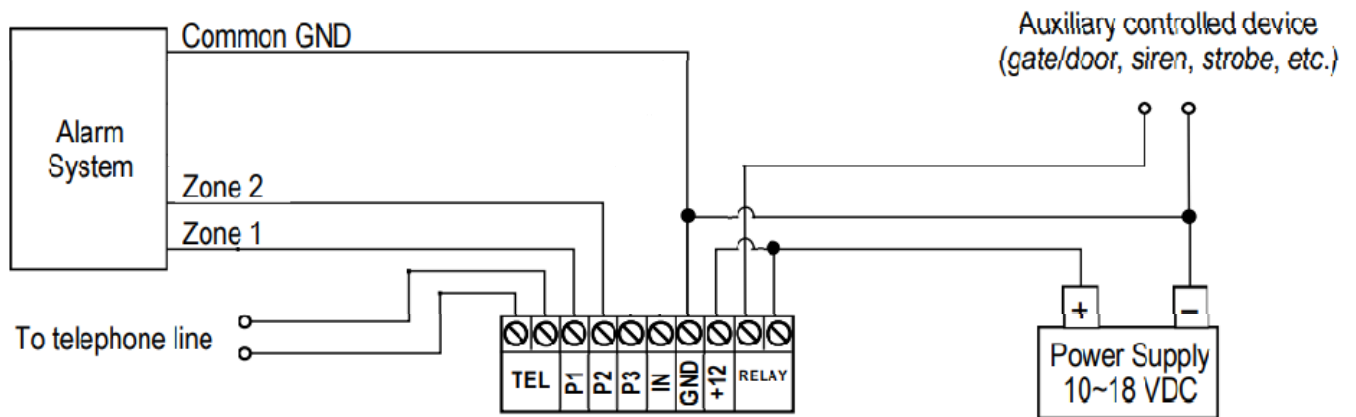 Common GND
Auxiliary controlled device
(gate/door, siren, strobe, etc.)
Alarm
System
Zone 2
Zone 1
To telephone line
TEL
P1
P2
P3
IN
GND
+12
RELAY
+
−
Power Supply
10~18 VDC